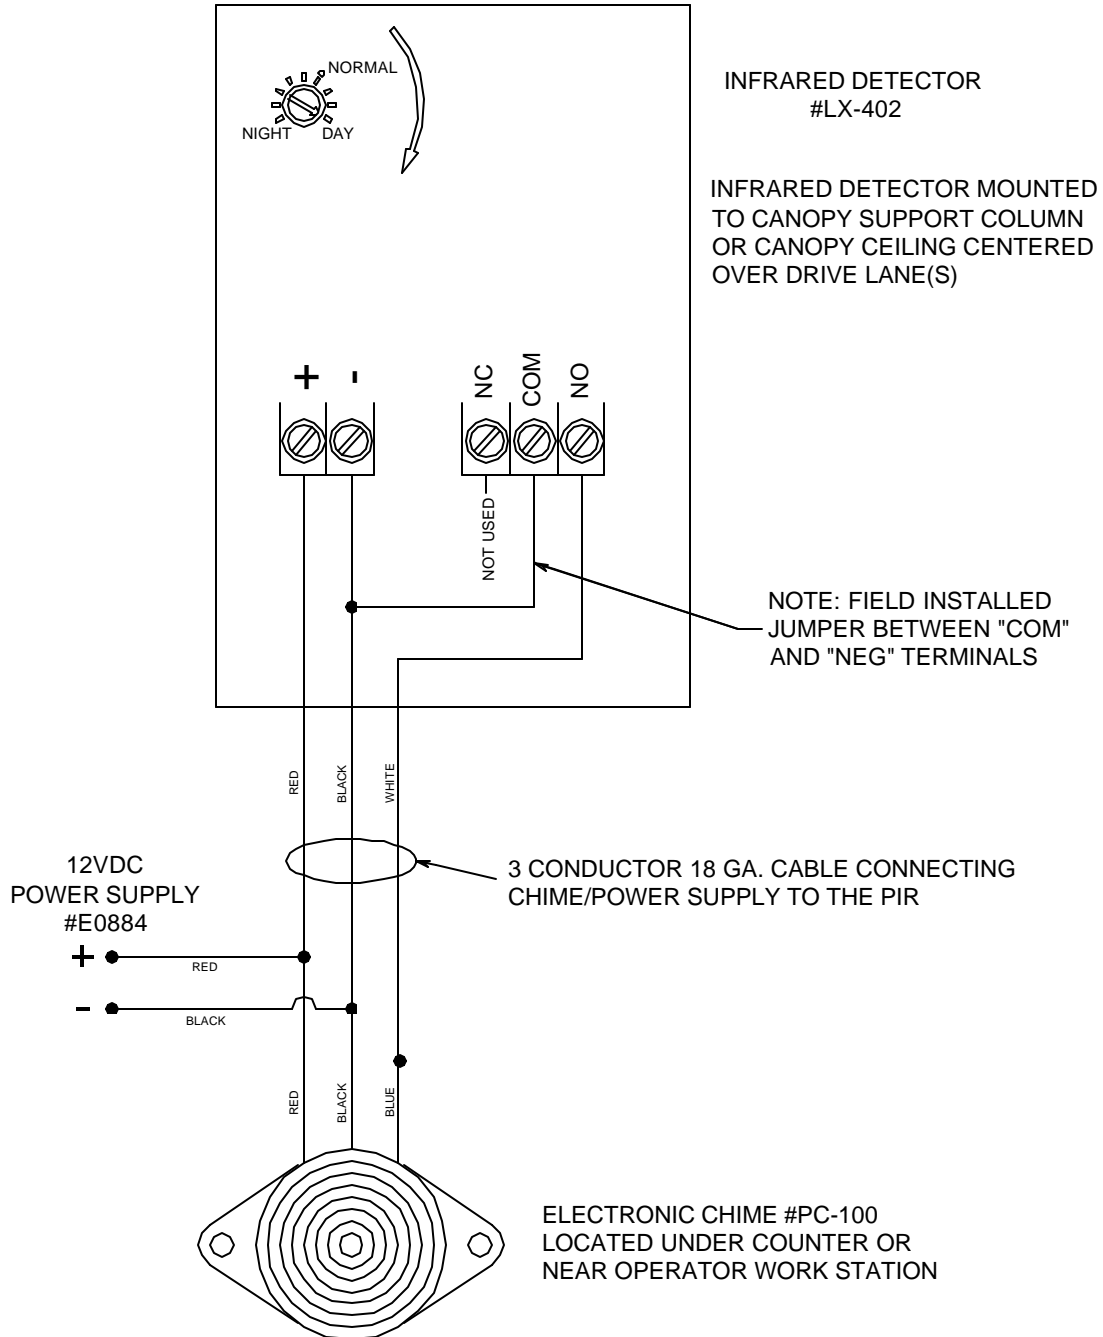 NORMAL
NIGHT
DAY
INFRARED DETECTOR
#LX-402
INFRARED DETECTOR MOUNTED
TO CANOPY SUPPORT COLUMN
OR CANOPY CEILING CENTERED
OVER DRIVE LANE(S)
+
-
NC
COM
NO
NOT USED
NOTE: FIELD INSTALLED
JUMPER BETWEEN "COM"
AND "NEG" TERMINALS
RED
BLACK
WHITE
3 CONDUCTOR 18 GA. CABLE CONNECTING
CHIME/POWER SUPPLY TO THE PIR
12VDC
POWER SUPPLY
#E0884
+
RED
-
BLACK
RED
BLACK
BLUE
ELECTRONIC CHIME #PC-100
LOCATED UNDER COUNTER OR
NEAR OPERATOR WORK STATION